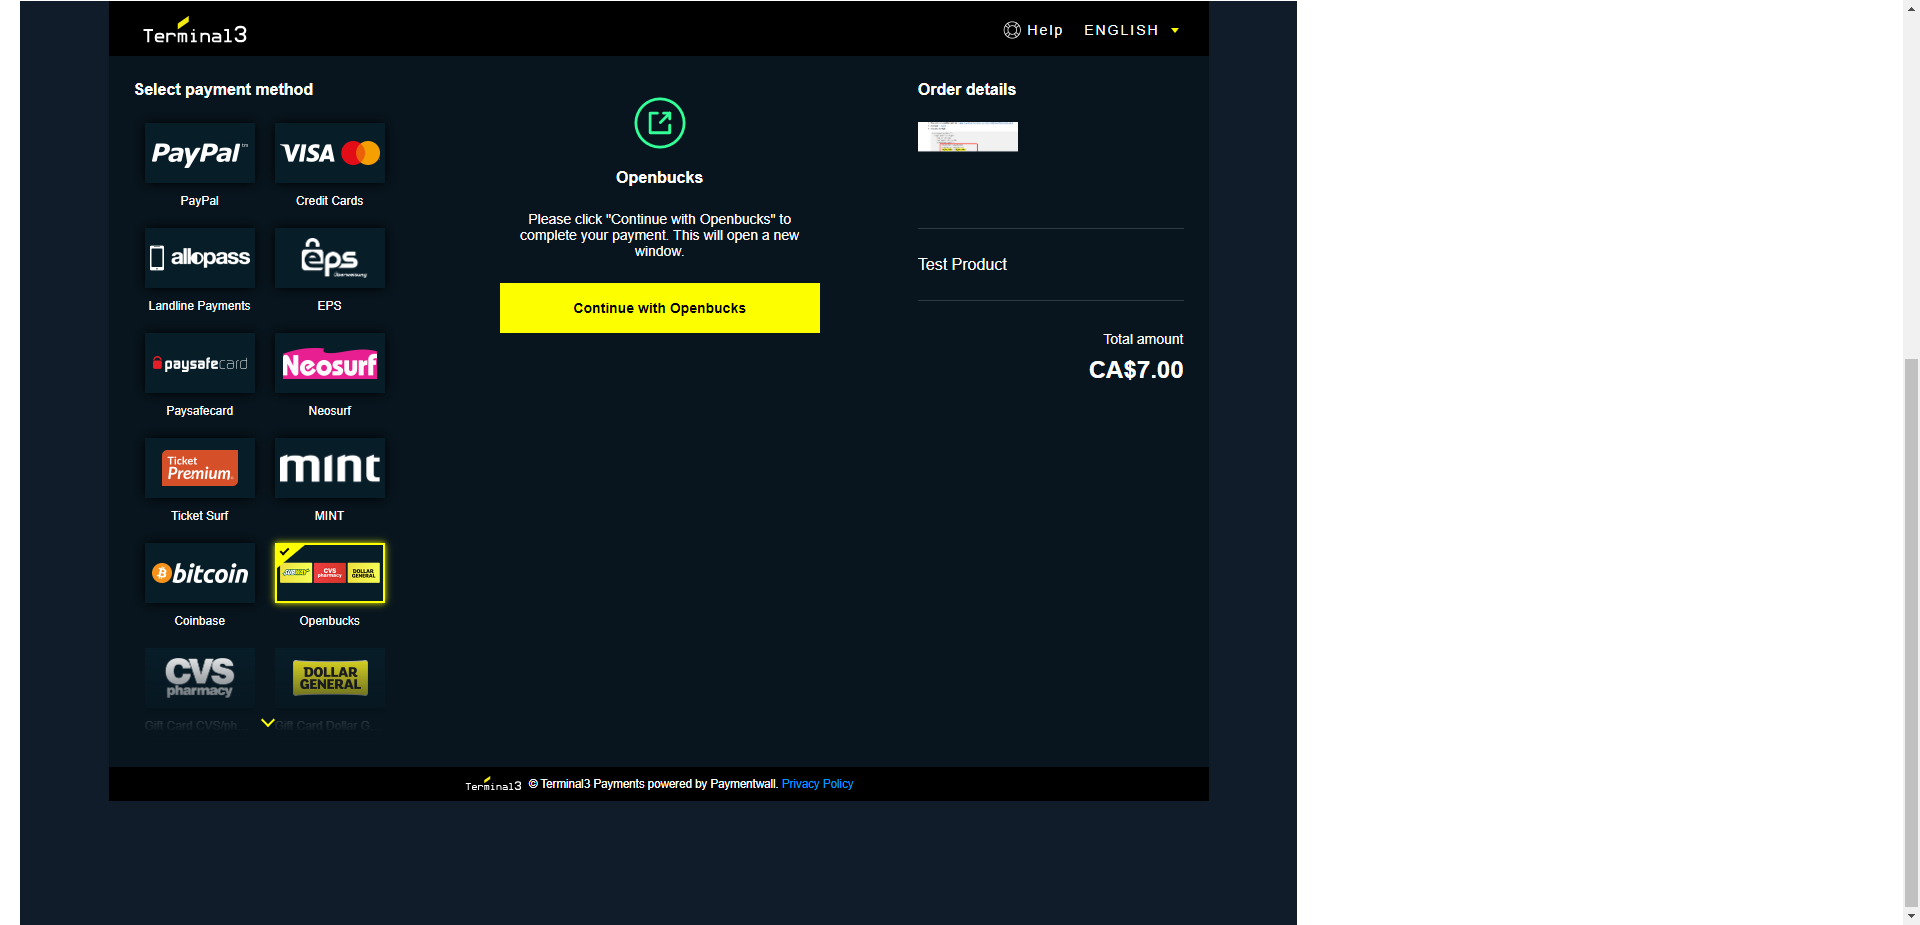 Terminal3
Help
ENGLISH
Select payment method
PayPal
VISA
PayPal
Credit Cards
allopass
eps
Überweisung
Landline Payments
EPS
paysafecard
Neosurf
Paysafecard
Neosurf
Ticket
Premium
mint
Ticket Surf
MINT
bitcoin
SUBWAY
CVS
pharmacy
DOLLAR
GENERAL
Coinbase
Openbucks
CVS
pharmacy
DOLLAR
GENERAL
Gift Card CVS/ph...
Gift Card Dollar G...
Openbucks
Please click "Continue with Openbucks" to
complete your payment. This will open a new
window.
Continue with Openbucks
Order details
Test Product
Total amount
CA$7.00
Terminal3 © Terminal3 Payments powered by Paymentwall. Privacy Policy